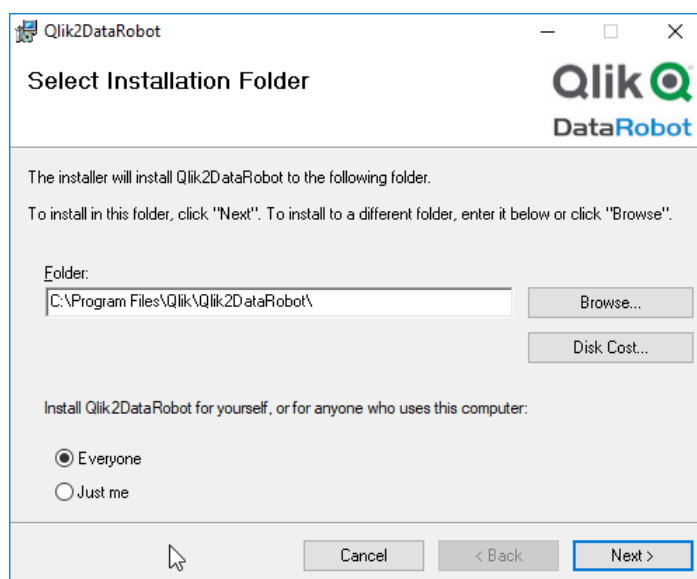 Qlik2DataRobot
Select Installation Folder
Qlik
DataRobot
The installer will install Qlik2DataRobot to the following folder.
To install in this folder, click "Next". To install to a different folder, enter it below or click "Browse".
Folder:
C:\Program Files\Qlik\Qlik2DataRobot\
Browse...
Disk Cost...
Install Qlik2DataRobot for yourself, or for anyone who uses this computer:
Everyone
Just me
Cancel
< Back
Next >